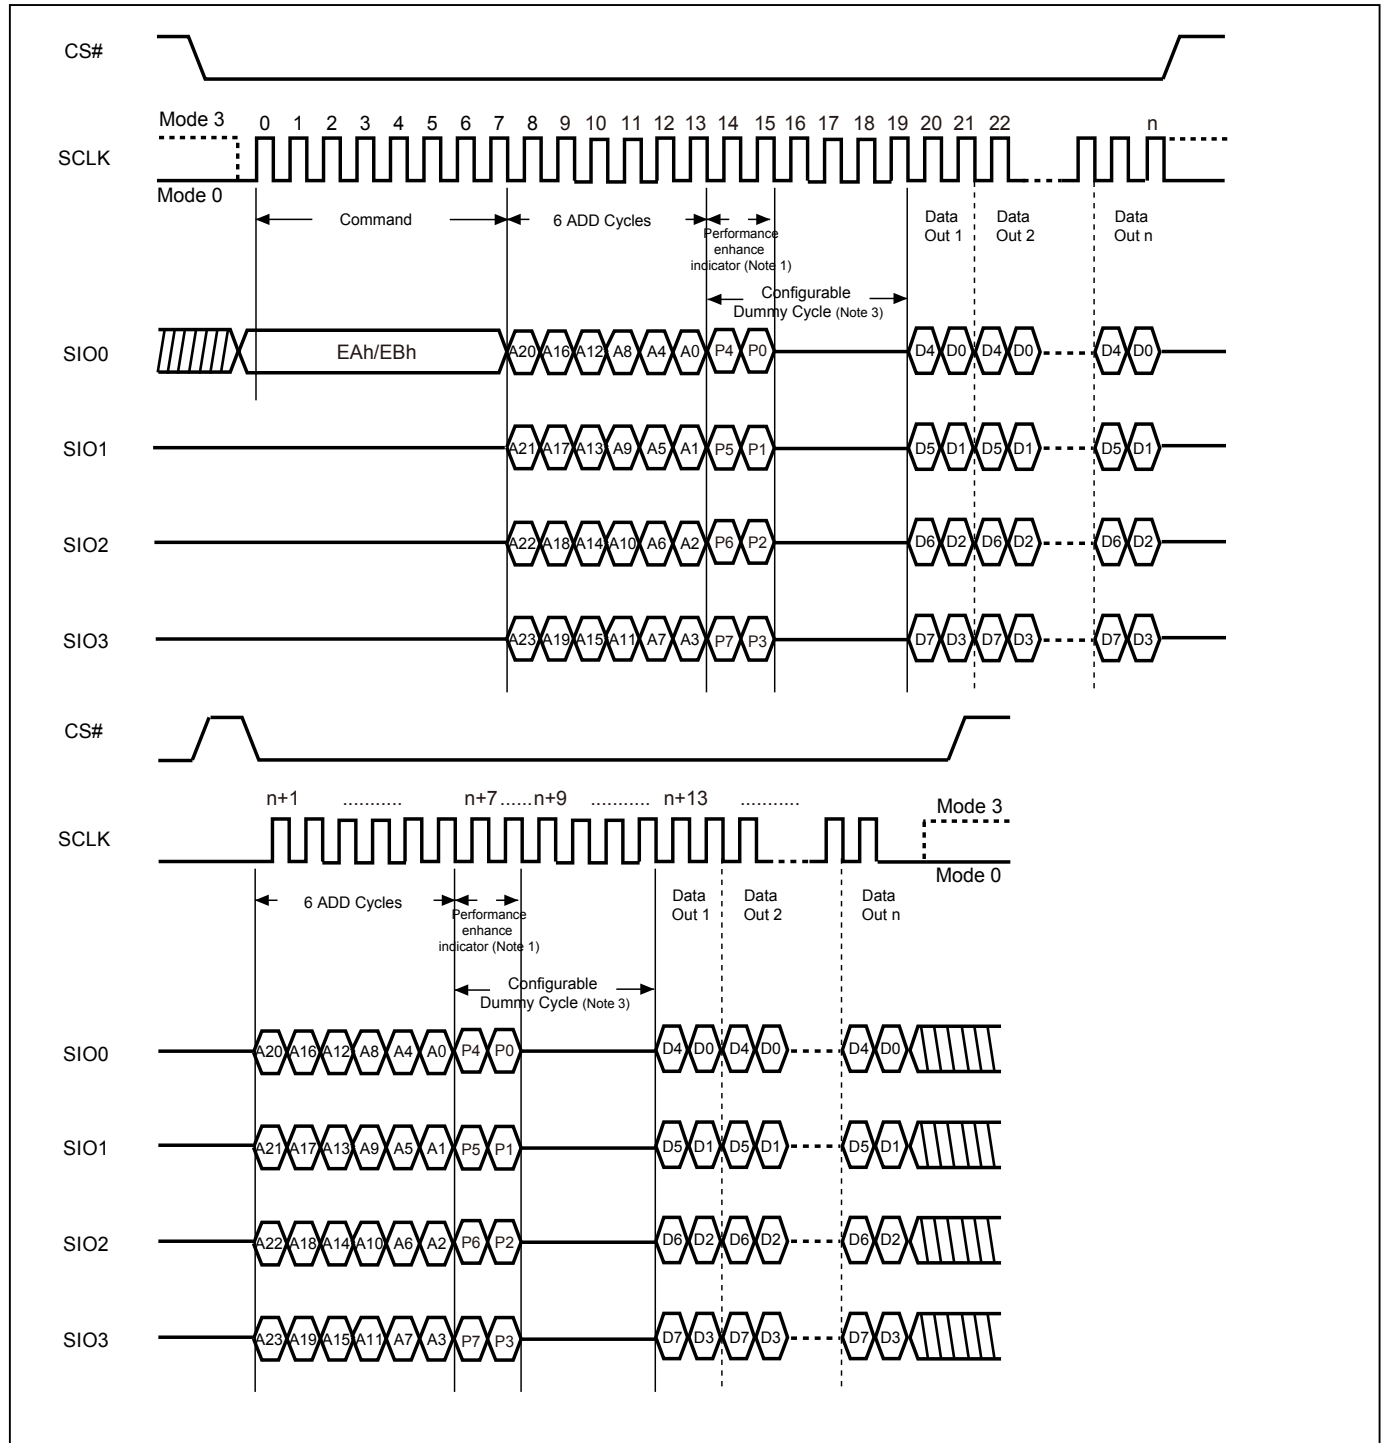 CS#
Mode 3
0 1 2 3 4 5 6 7 8 9 10 11 12 13 14 15 16 17 18 19 20 21 22 n
SCLK
Mode 0
Command
6 ADD Cycles
Performance
enhance
indicator (Note 1)
Data
Out 1
Data
Out 2
Data
Out n
Configurable
Dummy Cycle (Note 3)
SIO0 EAh/EBh A20 A16 A12 A8 A4 A0 P4 P0 D4 D0 D4 D0 D4 D0
SIO1 A21 A17 A13 A9 A5 A1 P5 P1 D5 D1 D5 D1 D5 D1
SIO2 A22 A18 A14 A10 A6 A2 P6 P2 D6 D2 D6 D2 D6 D2
SIO3 A23 A19 A15 A11 A7 A3 P7 P3 D7 D3 D7 D3 D7 D3
CS#
n+1 ........... n+7 ...... n+9 ........... n+13 ...........
Mode 3
SCLK
Mode 0
6 ADD Cycles
Performance
enhance
indicator (Note 1)
Data
Out 1
Data
Out 2
Data
Out n
Configurable
Dummy Cycle (Note 3)
SIO0 A20 A16 A12 A8 A4 A0 P4 P0 D4 D0 D4 D0 D4 D0
SIO1 A21 A17 A13 A9 A5 A1 P5 P1 D5 D1 D5 D1 D5 D1
SIO2 A22 A18 A14 A10 A6 A2 P6 P2 D6 D2 D6 D2 D6 D2
SIO3 A23 A19 A15 A11 A7 A3 P7 P3 D7 D3 D7 D3 D7 D3